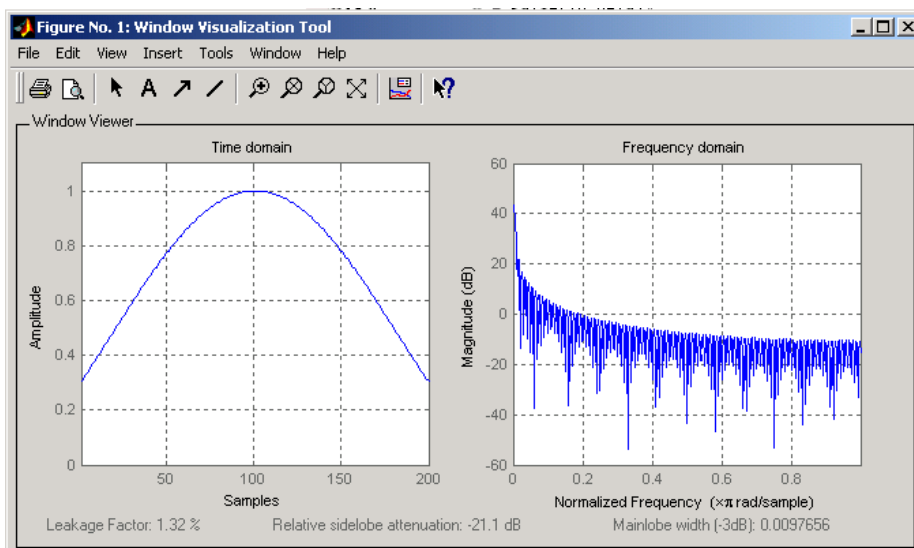 Figure No. 1: Window Visualization Tool
File Edit View Insert Tools Window Help
A
Window Viewer
Time domain
Frequency domain
1
0.8
0.6
0.4
0.2
0
Amplitude
50 100 150 200
Samples
60
40
20
0
-20
-40
-60
Magnitude (dB)
0 0.2 0.4 0.6 0.8
Normalized Frequency (×π rad/sample)
Leakage Factor: 1.32 % Relative sidelobe attenuation: -21.1 dB Mainlobe width (-3dB): 0.0097656